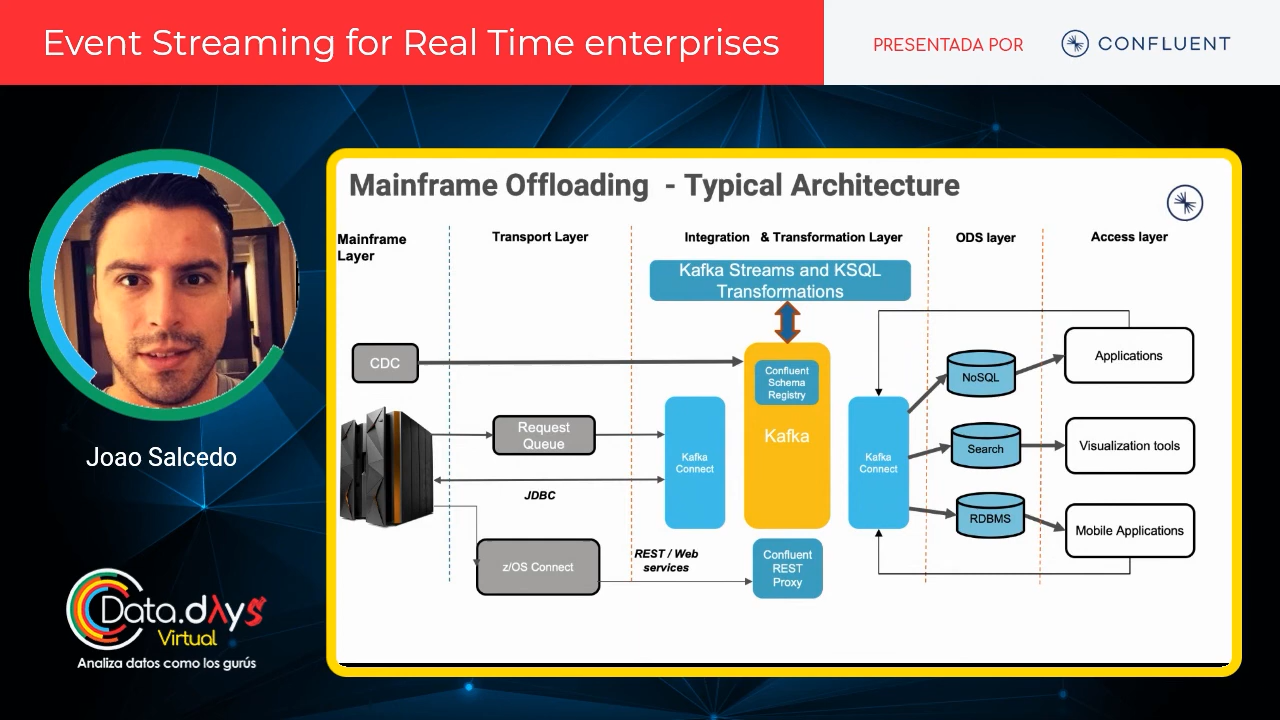 Event Streaming for Real Time enterprises
PRESENTADA POR
CONFLUENT
Joao Salcedo
Data.dAys
Virtual
Analiza datos como los gurús
Mainframe Offloading - Typical Architecture
Mainframe
Layer
Transport Layer
Integration & Transformation Layer
ODS layer
Access layer
Kafka Streams and KSQL
Transformations
CDC
Confluent
Schema
Registry
Kafka
Request
Queue
JDBC
Kafka
Connect
Kafka
Connect
NoSQL
Search
RDBMS
Applications
Visualization tools
Mobile Applications
z/OS Connect
REST / Web
services
Confluent
REST
Proxy